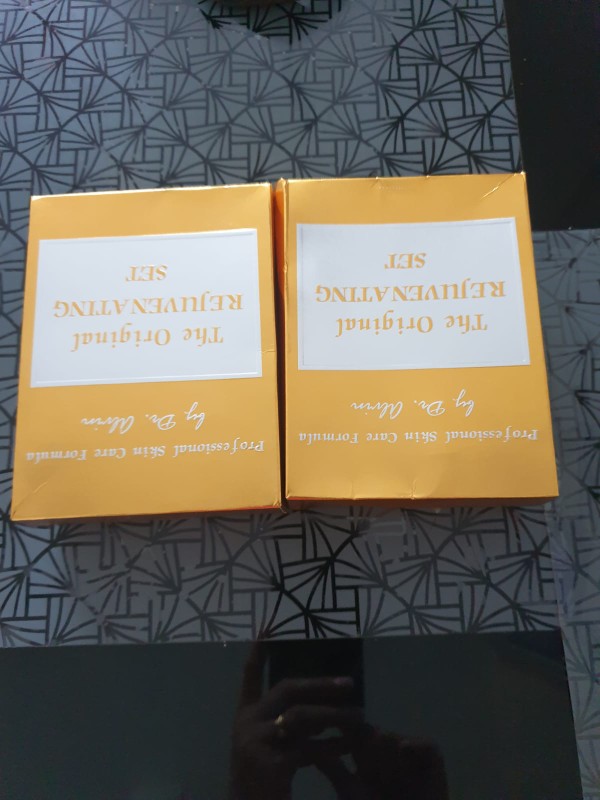 Professional Skin Care Formula
by. Dr. Alvin
The Original
REJUVENATING
SET
Professional Skin Care Formula
by. Dr. Alvin
The Original
REJUVENATING
SET